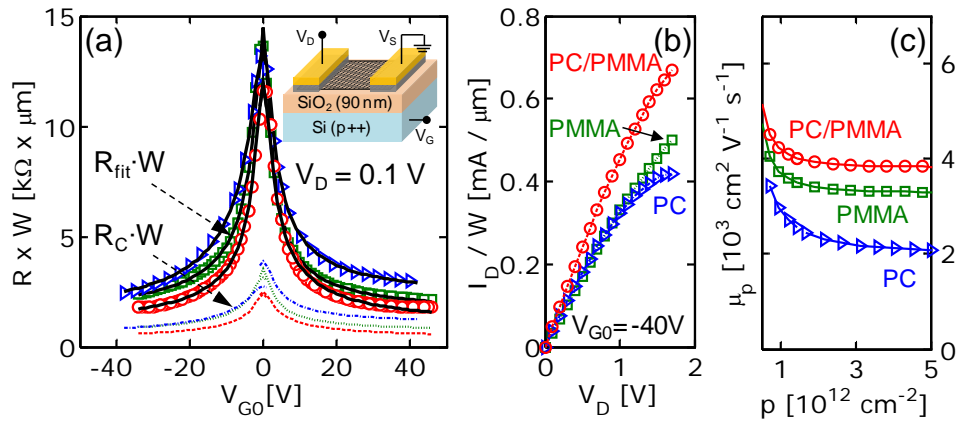 (a)
R x W [kΩ x μm]
15
10
5
0
-40 -20 0 20 40
V_G0 [V]
R_fit·W
R_C·W
V_D = 0.1 V
V_D
V_S
SiO₂ (90 nm)
Si (p++)
V_G
(b)
I_D / W [mA / μm]
0.8
0.6
0.4
0.2
0
0 1 2
V_D [V]
PC/PMMA
PMMA
PC
V_G0 = -40V
(c)
μ_p [10³ cm² V⁻¹ s⁻¹]
6
4
2
1 3 5
p [10¹² cm⁻²]
PC/PMMA
PMMA
PC